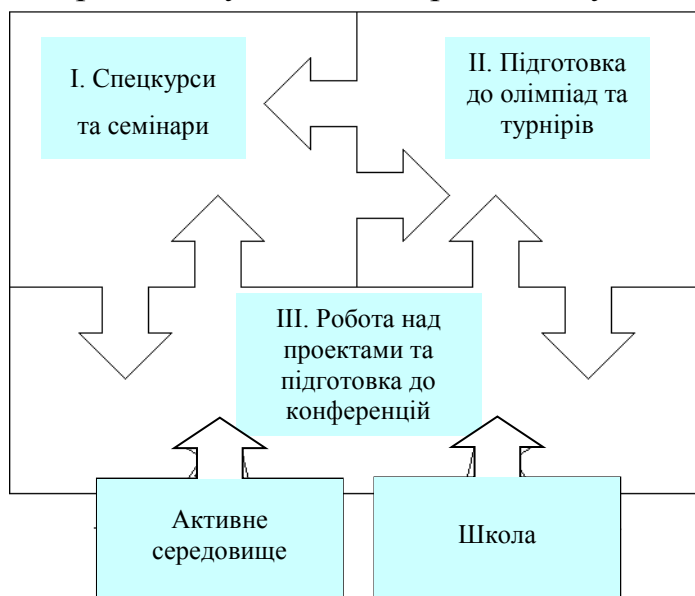 І. Спецкурси
та семінари
ІІ. Підготовка
до олімпіад та
турнірів
ІІІ. Робота над
проектами та
підготовка до
конференцій
Активне
середовище
Школа